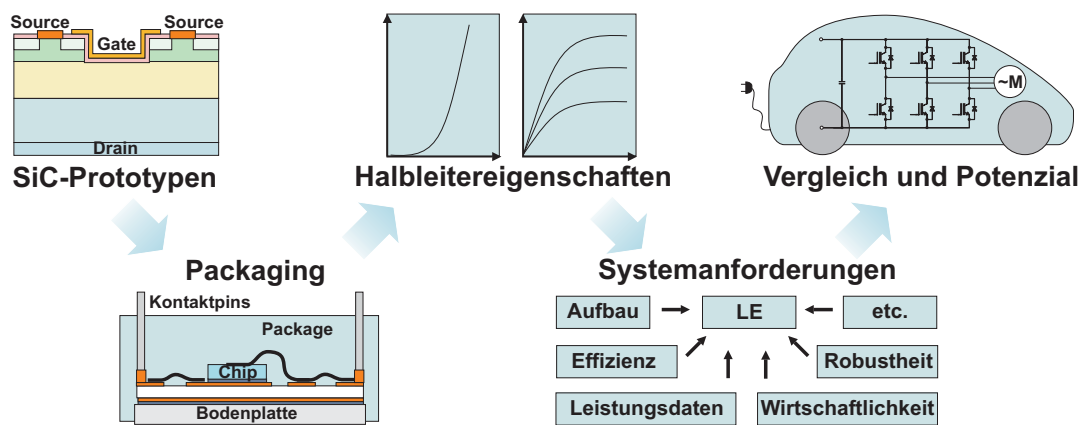 Source
Source
Gate
Drain
SiC-Prototypen
Halbleitereigenschaften
~M
Vergleich und Potenzial
Packaging
Kontaktpins
Package
Chip
Bodenplatte
Systemanforderungen
Aufbau
LE
etc.
Effizienz
Robustheit
Leistungsdaten
Wirtschaftlichkeit